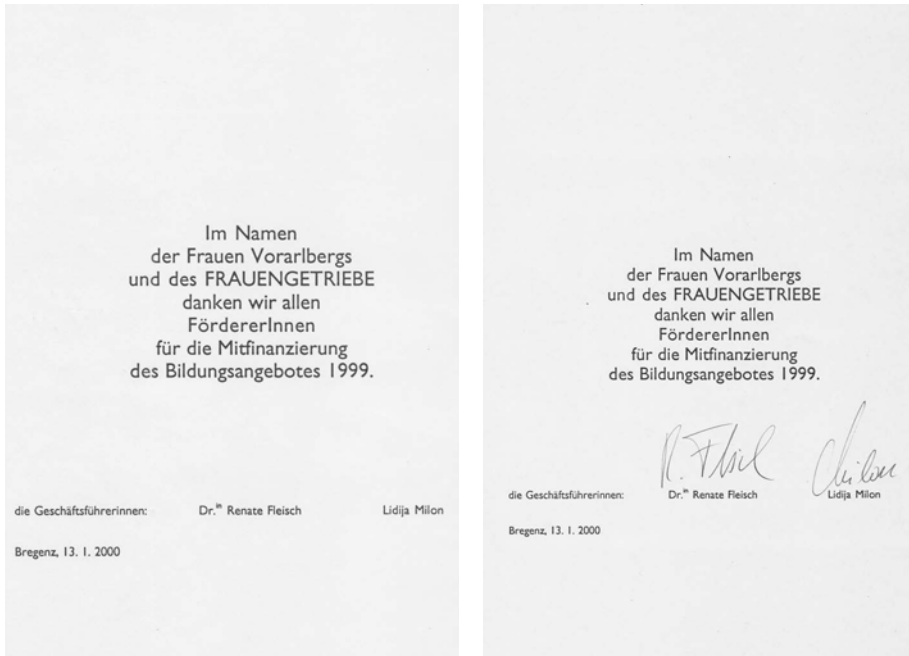 Im Namen
der Frauen Vorarlbergs
und des FRAUENGETRIEBE
danken wir allen
FördererInnen
für die Mitfinanzierung
des Bildungsangebotes 1999.
die Geschäftsführerinnen: Dr.in Renate Fleisch Lidija Milon
Bregenz, 13. 1. 2000
Im Namen
der Frauen Vorarlbergs
und des FRAUENGETRIEBE
danken wir allen
FördererInnen
für die Mitfinanzierung
des Bildungsangebotes 1999.
R. Fleisch Milon
die Geschäftsführerinnen: Dr.in Renate Fleisch Lidija Milon
Bregenz, 13. 1. 2000